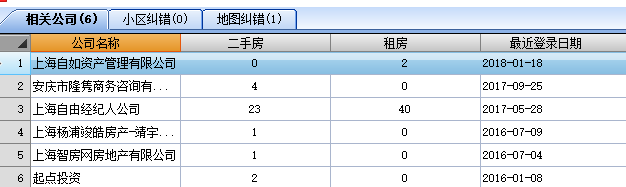 相关公司(6) 小区纠错(0) 地图纠错(1)
公司名称 二手房 租房 最近登录日期
1 上海自如资产管理有限公司 0 2 2018-01-18
2 安庆市隆隽商务咨询有... 4 0 2017-09-25
3 上海自由经纪人公司 23 40 2017-05-28
4 上海杨浦竣皓房产-靖宇... 1 0 2016-07-09
5 上海智房网房地产有限公司 1 0 2016-07-04
6 起点投资 2 0 2016-01-08